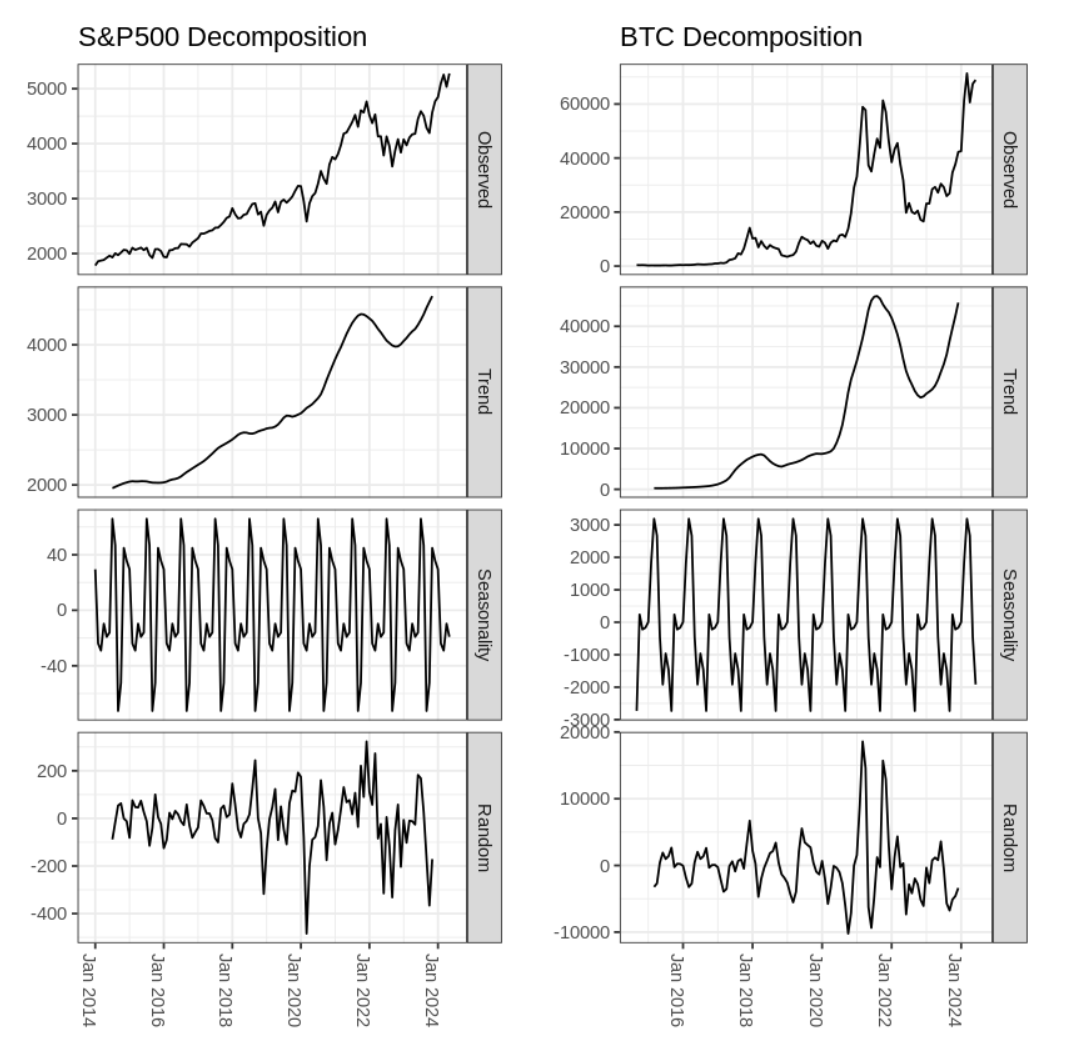 S&P500 Decomposition
5000
4000
3000
2000
Observed
4000
3000
2000
Trend
40
0
-40
Seasonality
200
0
-200
-400
Random
Jan 2014
Jan 2016
Jan 2018
Jan 2020
Jan 2022
Jan 2024
BTC Decomposition
60000
40000
20000
0
Observed
40000
30000
20000
10000
0
Trend
3000
2000
1000
0
-1000
-2000
-3000
Seasonality
20000
10000
0
-10000
Random
Jan 2016
Jan 2018
Jan 2020
Jan 2022
Jan 2024